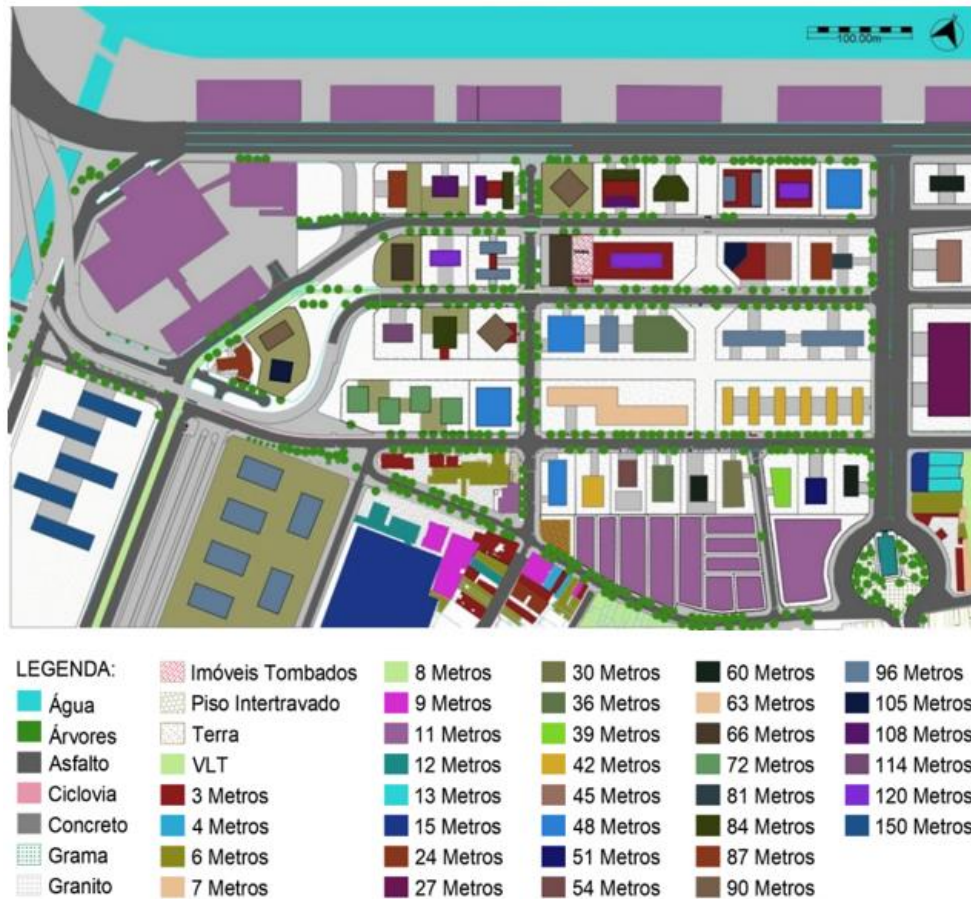 100.00m
LEGENDA:
Água
Árvores
Asfalto
Ciclovia
Concreto
Grama
Granito
Imóveis Tombados
Piso Intertravado
Terra
VLT
3 Metros
4 Metros
6 Metros
7 Metros
8 Metros
9 Metros
11 Metros
12 Metros
13 Metros
15 Metros
24 Metros
27 Metros
30 Metros
36 Metros
39 Metros
42 Metros
45 Metros
48 Metros
51 Metros
54 Metros
60 Metros
63 Metros
66 Metros
72 Metros
81 Metros
84 Metros
87 Metros
90 Metros
96 Metros
105 Metros
108 Metros
114 Metros
120 Metros
150 Metros